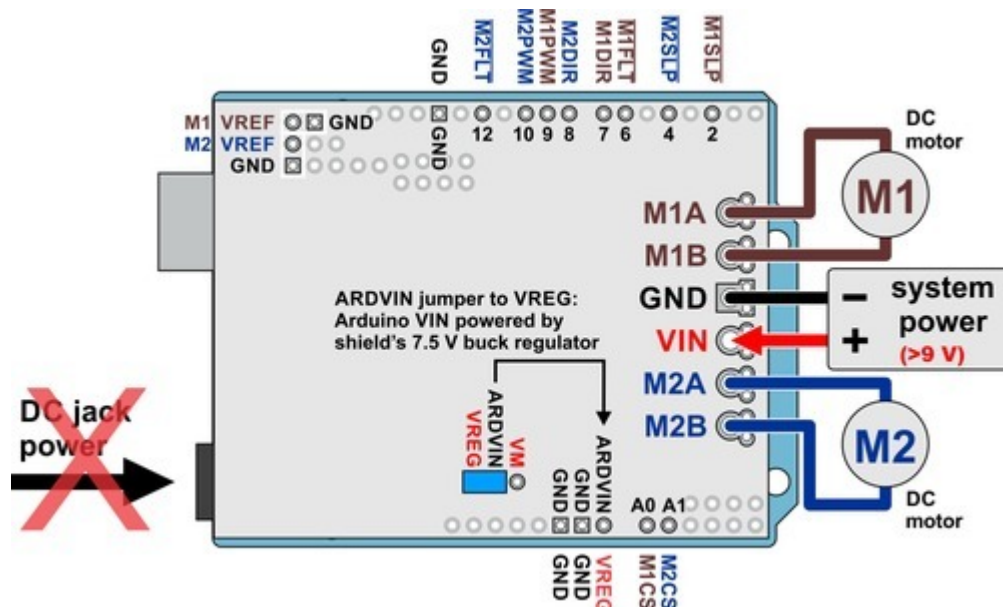 GND
M2FLT
M2PWM
M1PWM
M2DIR
M1DIR
M1FLT
M2SLP
M1SLP
M1 VREF
GND
M2 VREF
GND
GND
12
10
9
8
7
6
4
2
DC
motor
M1
M1A
M1B
GND
VIN
M2A
M2B
–
system
power
+
(>9 V)
M2
DC
motor
ARDVIN jumper to VREG:
Arduino VIN powered by
shield's 7.5 V buck regulator
DC jack
power
VREG
ARDVIN
VM
GND
GND
ARDVIN
A0
A1
GND
GND
VREG
M1CS
M2CS